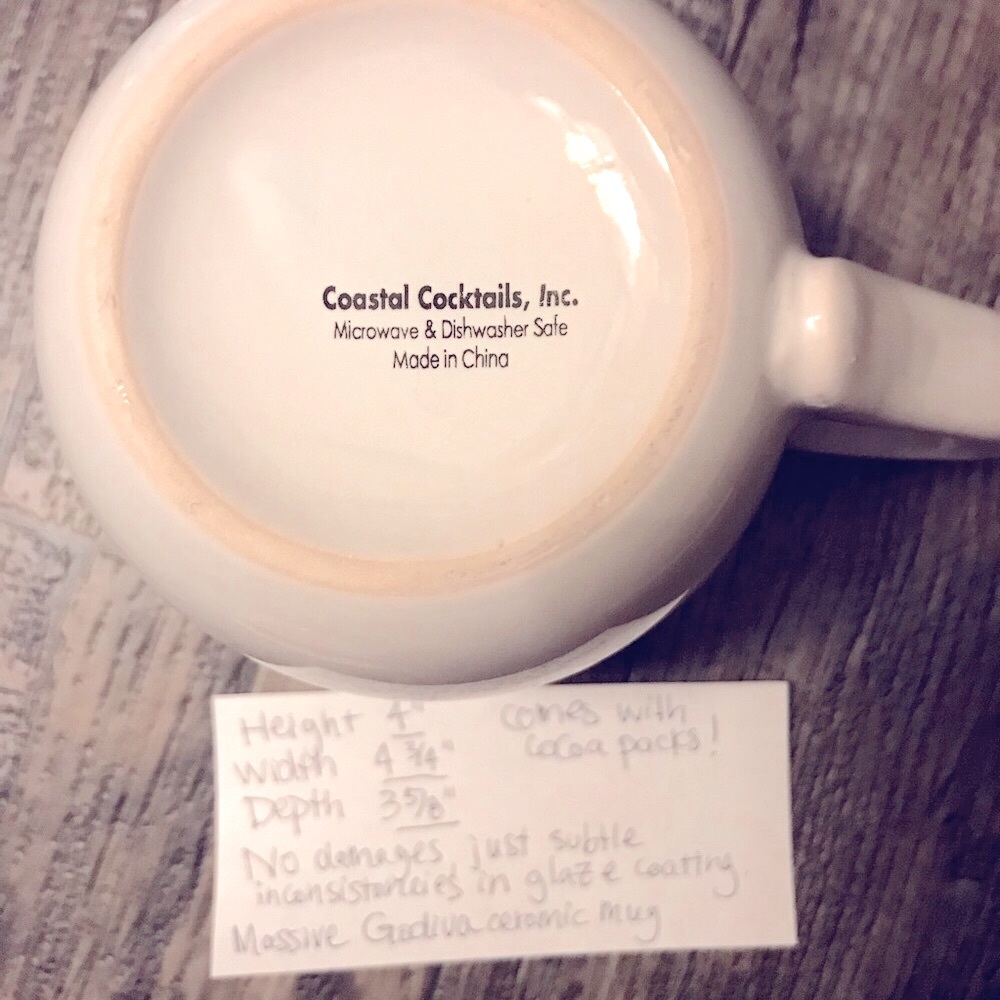 Coastal Cocktails, Inc.
Microwave & Dishwasher Safe
Made in China
Height 4"
Width 4 3/4"
Depth 3 5/8"
comes with
cocoa packs!
No damages, just subtle
inconsistancies in glaze coating.
Massive Godiva ceramic mug